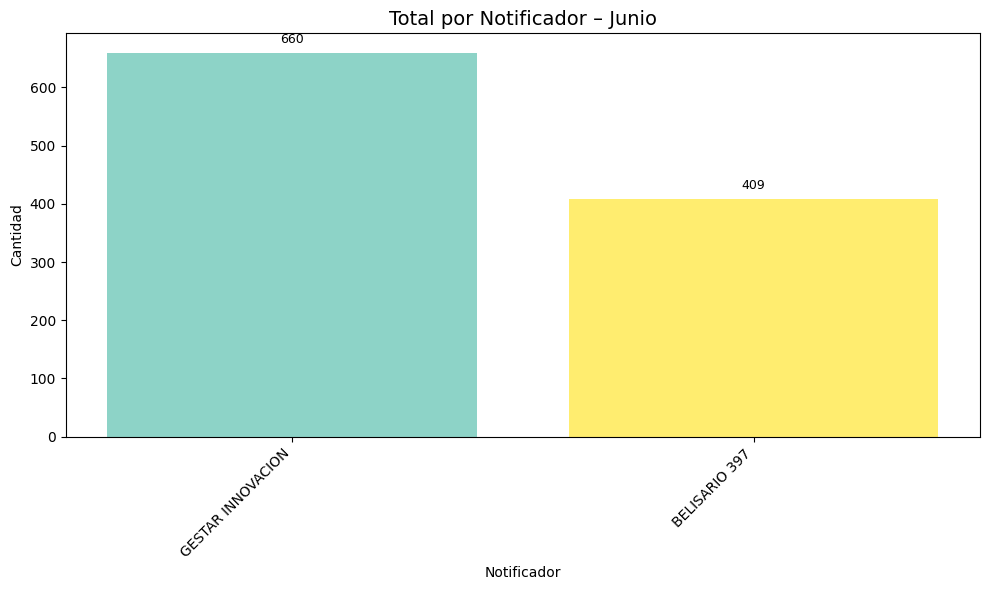 Total por Notificador – Junio
660
409
Cantidad
600
500
400
300
200
100
0
GESTAR INNOVACION
BELISARIO 397
Notificador